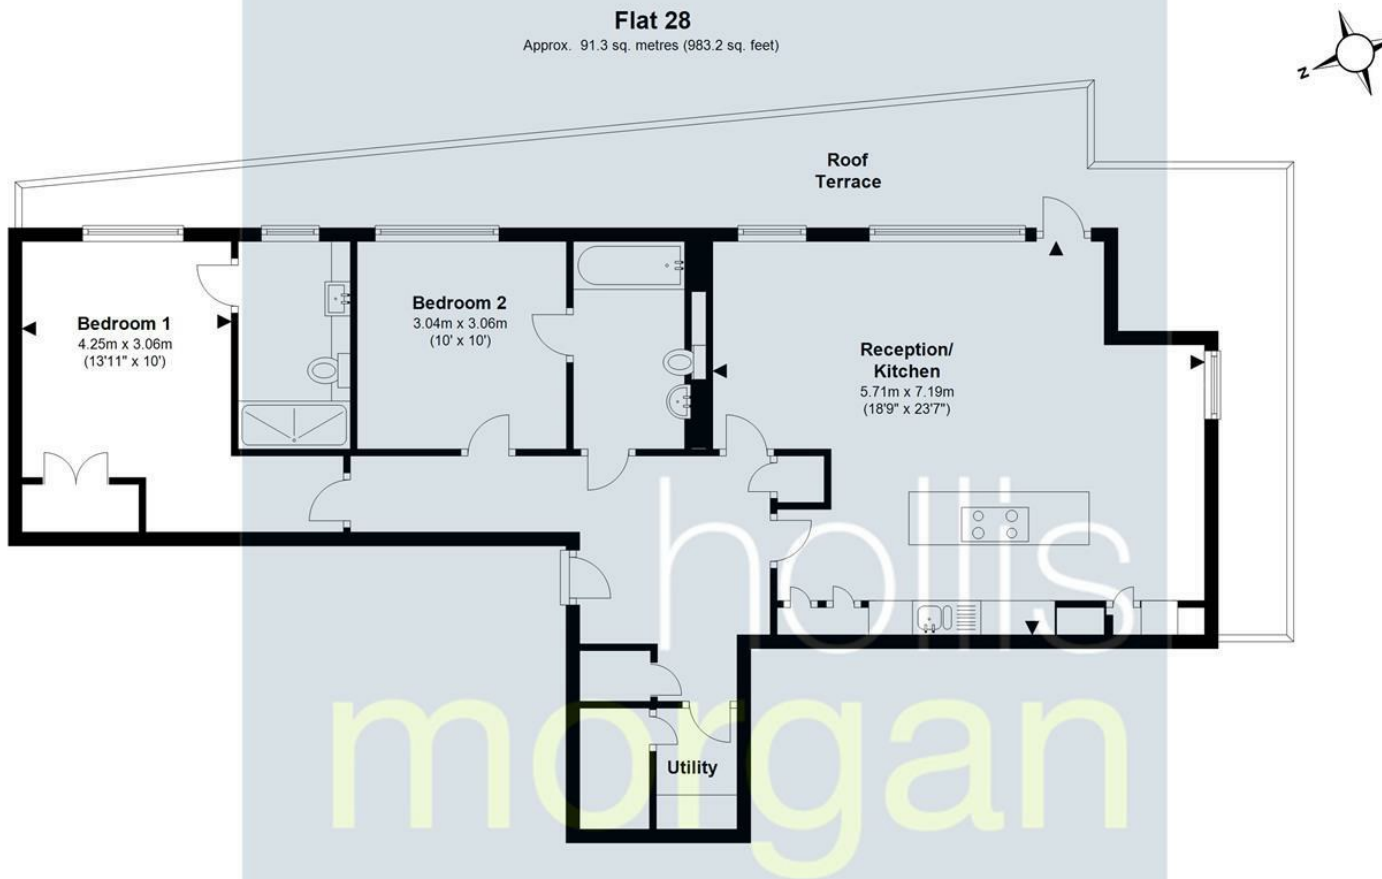 Flat 28
Approx. 91.3 sq. metres (983.2 sq. feet)
N
Roof
Terrace
Bedroom 1
4.25m x 3.06m
(13'11" x 10')
Bedroom 2
3.04m x 3.06m
(10' x 10')
Reception/
Kitchen
5.71m x 7.19m
(18'9" x 23'7")
hollis
morgan
Utility